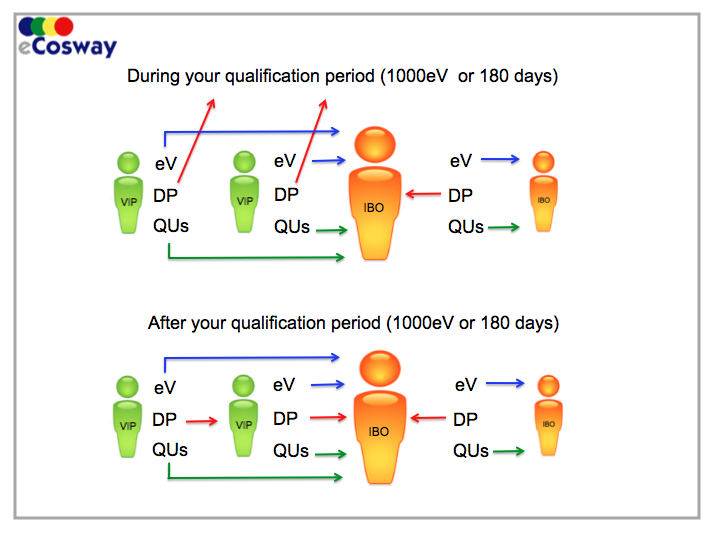 eCosway
During your qualification period (1000eV or 180 days)
eV eV eV
VIP DP VIP DP IBO DP IBO
QUs QUs QUs
After your qualification period (1000eV or 180 days)
eV eV eV
VIP DP VIP DP IBO DP IBO
QUs QUs QUs